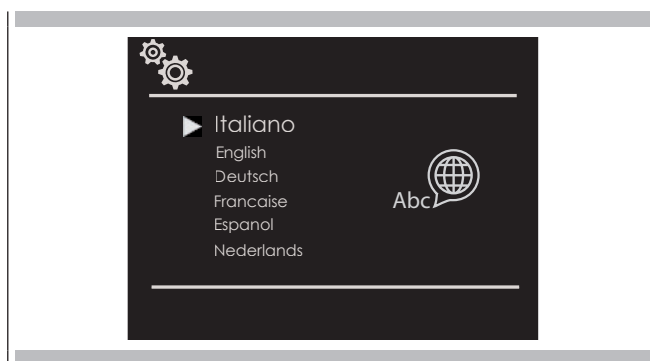 Italiano
English
Deutsch
Francaise
Abc
Espanol
Nederlands